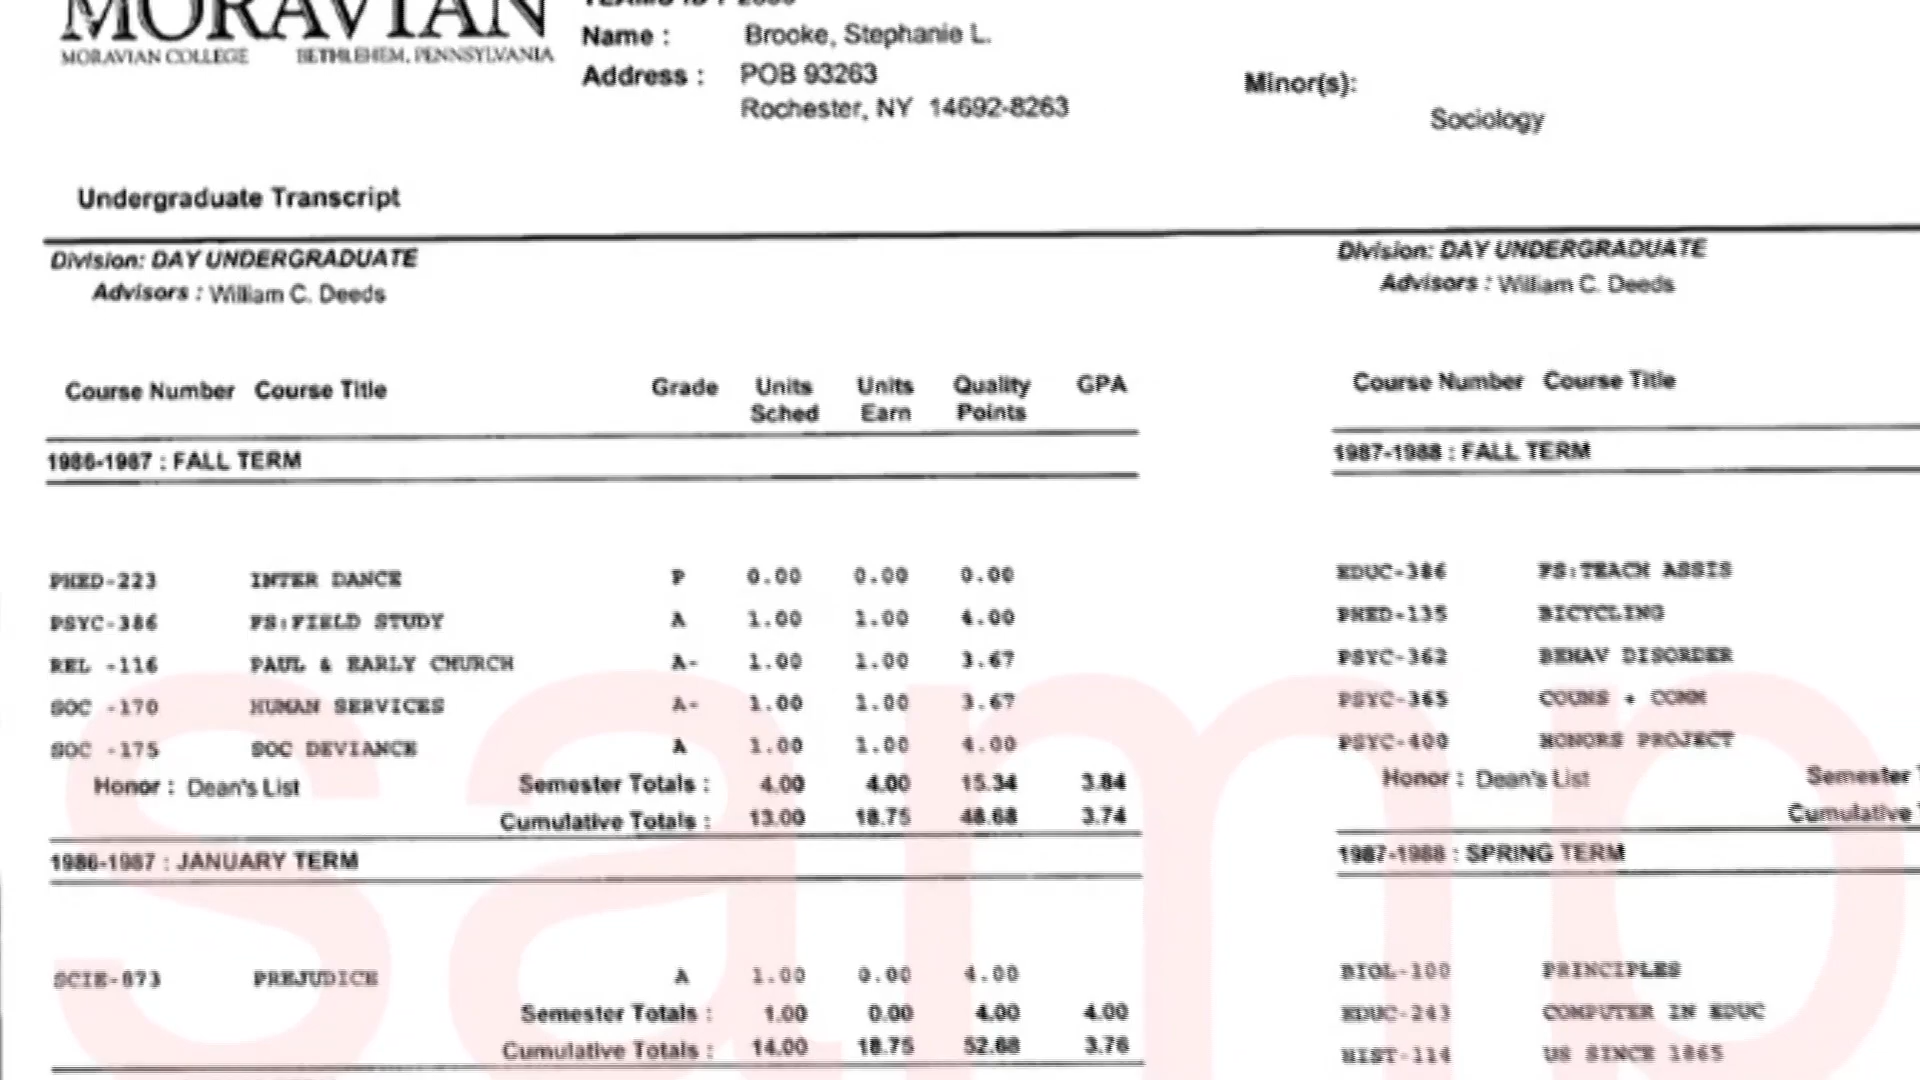 MORAVIAN
MORAVIAN COLLEGE BETHLEHEM, PENNSYLVANIA
Name : Brooke, Stephanie L.
Address : POB 93263
Rochester, NY 14692-8263
Minor(s):
Sociology
Undergraduate Transcript
Division: DAY UNDERGRADUATE
Advisors : William C. Deeds
Course Number Course Title Grade Units Sched Units Earn Quality Points GPA
1986-1987 : FALL TERM
PHED-223 INTER DANCE P 0.00 0.00 0.00
PSYC-386 FS:FIELD STUDY A 1.00 1.00 4.00
REL -116 PAUL & EARLY CHURCH A- 1.00 1.00 3.67
SOC -170 HUMAN SERVICES A- 1.00 1.00 3.67
SOC -175 SOC DEVIANCE A 1.00 1.00 4.00
Honor : Dean's List Semester Totals : 4.00 4.00 15.34 3.84
Cumulative Totals : 13.00 18.75 48.68 3.74
1986-1987 : JANUARY TERM
SCIE-873 PREJUDICE A 1.00 0.00 4.00
Semester Totals : 1.00 0.00 4.00 4.00
Cumulative Totals : 14.00 18.75 52.68 3.76
Division: DAY UNDERGRADUATE
Advisors : William C. Deeds
Course Number Course Title
1987-1988 : FALL TERM
EDUC-386 FS:TEACH ASSIS
PHED-135 BICYCLING
PSYC-362 BEHAV DISORDER
PSYC-365 COUNS + COMM
PSYC-400 HONORS PROJECT
Honor : Dean's List Semester
Cumulative
1987-1988 : SPRING TERM
BIOL-100 PRINCIPLES
EDUC-243 COMPUTER IN EDUC
HIST-114 US SINCE 1865
samp